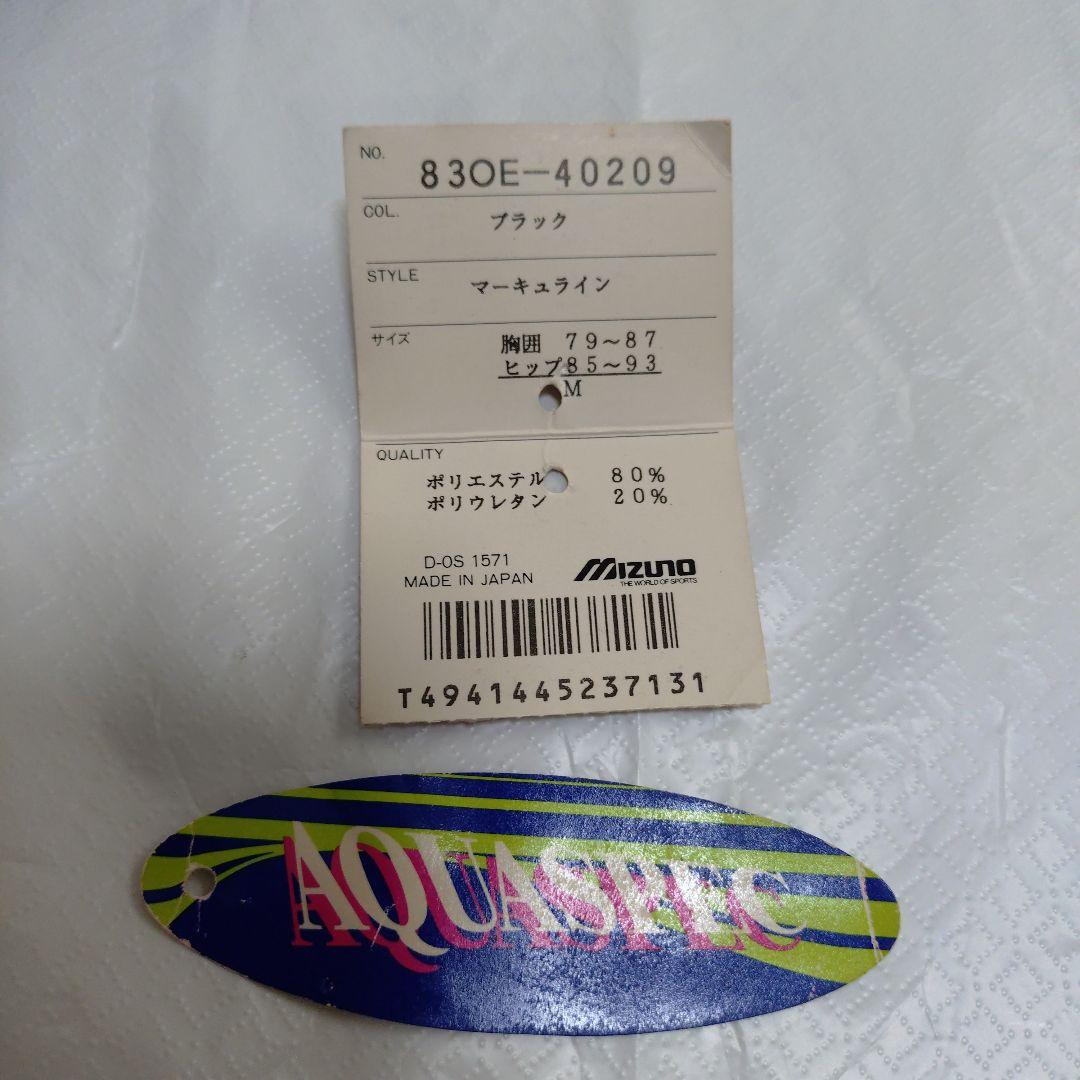 NO.
83OE-40209
COL.
ブラック
STYLE
マーキュライン
サイズ
胸囲 79~87
ヒップ85~93
M
QUALITY
ポリエステル 80%
ポリウレタン 20%
D-OS 1571
MADE IN JAPAN
MIZUNO
THE WORLD OF SPORTS
T4941445237131
AQUASPEC